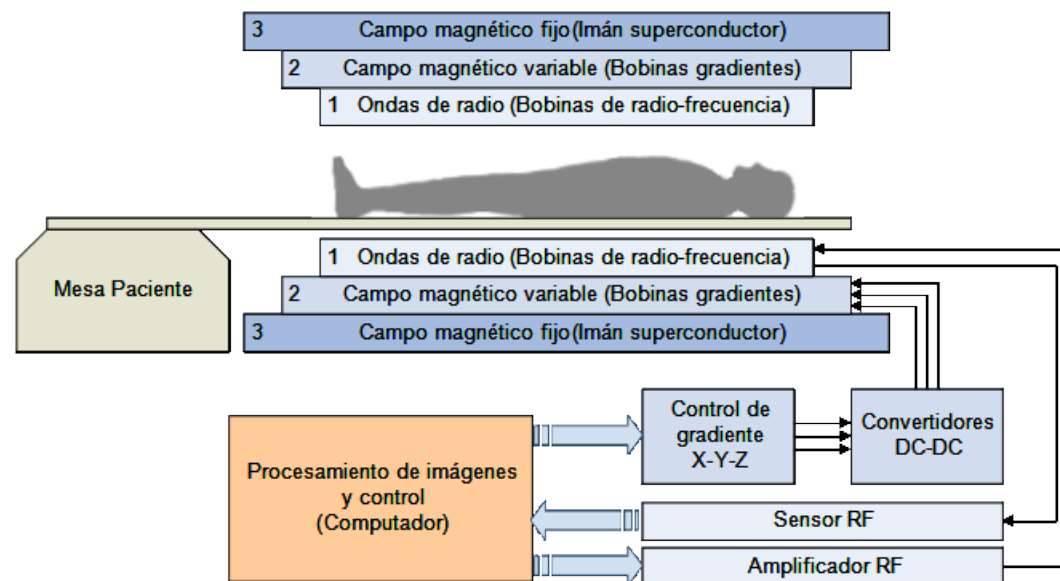 3 Campo magnético fijo(Imán superconductor)
2 Campo magnético variable (Bobinas gradientes)
1 Ondas de radio (Bobinas de radio-frecuencia)
1 Ondas de radio (Bobinas de radio-frecuencia)
Mesa Paciente
2 Campo magnético variable (Bobinas gradientes)
3 Campo magnético fijo(Imán superconductor)
Control de
gradiente
X-Y-Z
Convertidores
DC-DC
Procesamiento de imágenes
y control
(Computador)
Sensor RF
Amplificador RF